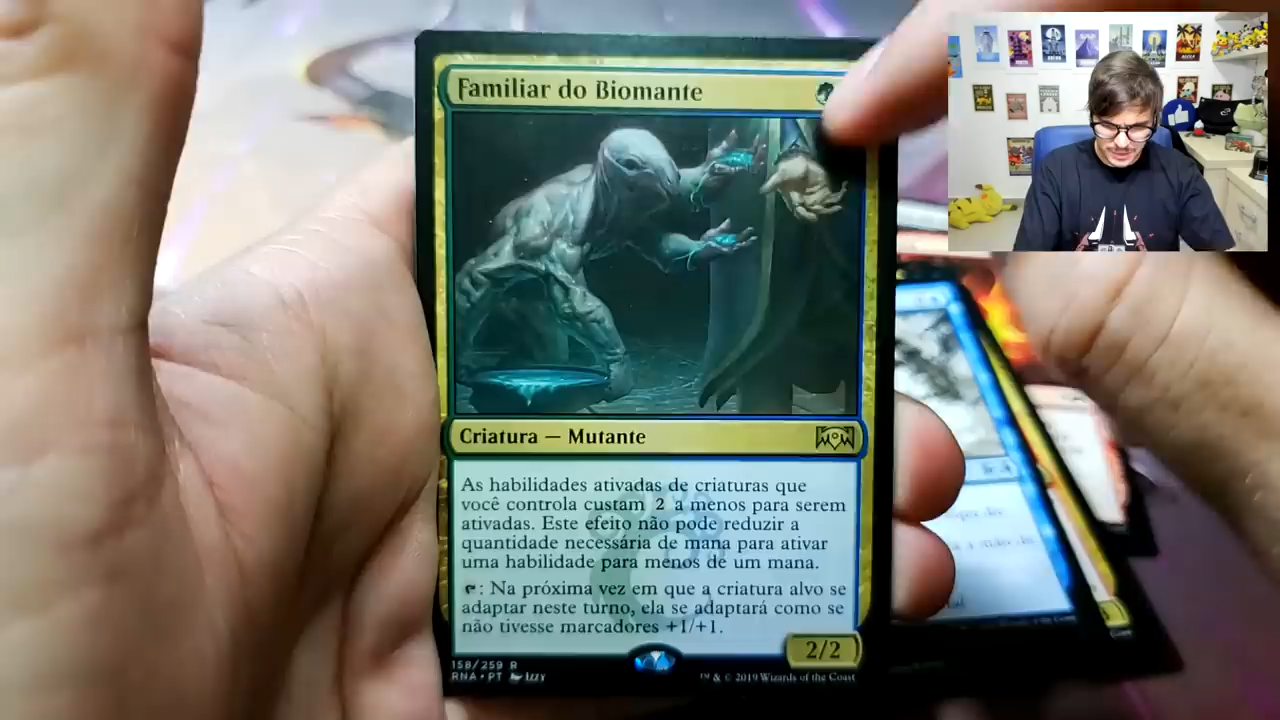 Familiar do Biomante
Criatura — Mutante
As habilidades ativadas de criaturas que
você controla custam 2 a menos para serem
ativadas. Este efeito não pode reduzir a
quantidade necessária de mana para ativar
uma habilidade para menos de um mana.
: Na próxima vez em que a criatura alvo se
adaptar neste turno, ela se adaptará como se
não tivesse marcadores +1/+1.
2/2
158/259 R
RNA • PT Izzy
™ & © 2019 Wizards of the Coast